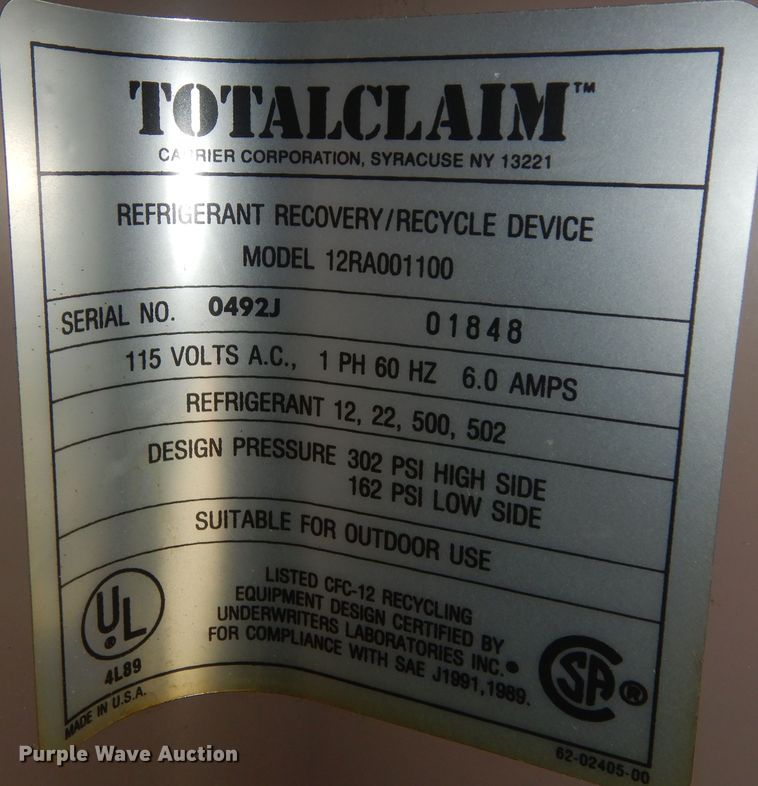 TOTALCLAIM™
CARRIER CORPORATION, SYRACUSE NY 13221
REFRIGERANT RECOVERY/RECYCLE DEVICE
MODEL 12RA001100
SERIAL NO. 0492J 01848
115 VOLTS A.C., 1 PH 60 HZ 6.0 AMPS
REFRIGERANT 12, 22, 500, 502
DESIGN PRESSURE 302 PSI HIGH SIDE
162 PSI LOW SIDE
SUITABLE FOR OUTDOOR USE
LISTED CFC-12 RECYCLING
EQUIPMENT DESIGN CERTIFIED BY
UNDERWRITERS LABORATORIES INC.®
FOR COMPLIANCE WITH SAE J1991,1989.
UL
4L89
SA®
MADE IN U.S.A.
62-02405-00
Purple Wave Auction